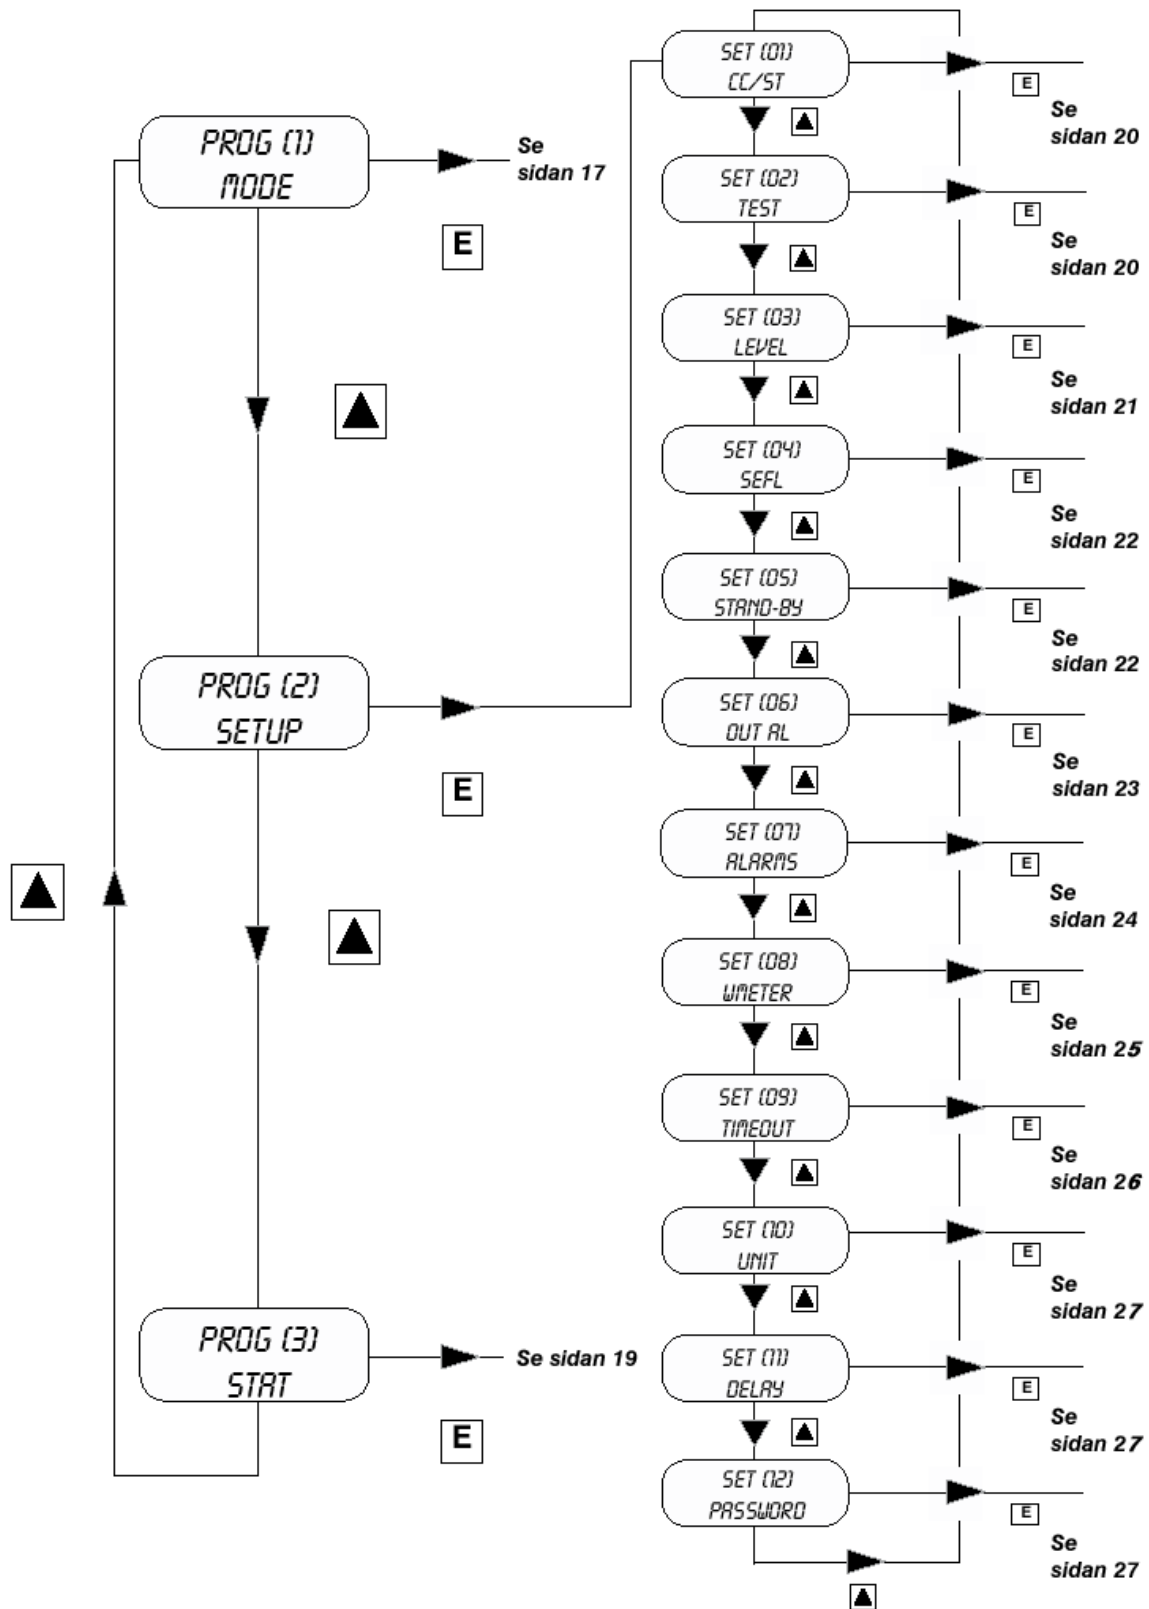 PROG (1)
MODE
E
Se
sidan 17
PROG (2)
SETUP
E
PROG (3)
STAT
E
Se sidan 19
SET (01)
CC/ST
E
Se
sidan 20
SET (02)
TEST
E
Se
sidan 20
SET (03)
LEVEL
E
Se
sidan 21
SET (04)
SEFL
E
Se
sidan 22
SET (05)
STAND-BY
E
Se
sidan 22
SET (06)
OUT AL
E
Se
sidan 23
SET (07)
ALARMS
E
Se
sidan 24
SET (08)
WMETER
E
Se
sidan 25
SET (09)
TIMEOUT
E
Se
sidan 26
SET (10)
UNIT
E
Se
sidan 27
SET (11)
DELAY
E
Se
sidan 27
SET (12)
PASSWORD
E
Se
sidan 27